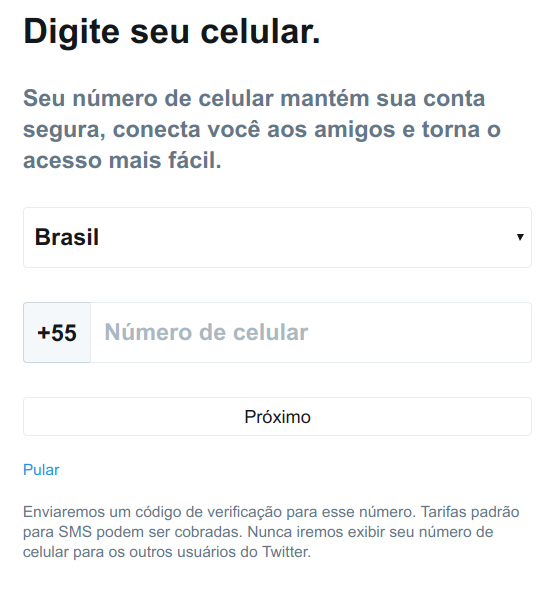 Digite seu celular.
Seu número de celular mantém sua conta
segura, conecta você aos amigos e torna o
acesso mais fácil.
Brasil
+55 Número de celular
Próximo
Pular
Enviaremos um código de verificação para esse número. Tarifas padrão
para SMS podem ser cobradas. Nunca iremos exibir seu número de
celular para os outros usuários do Twitter.